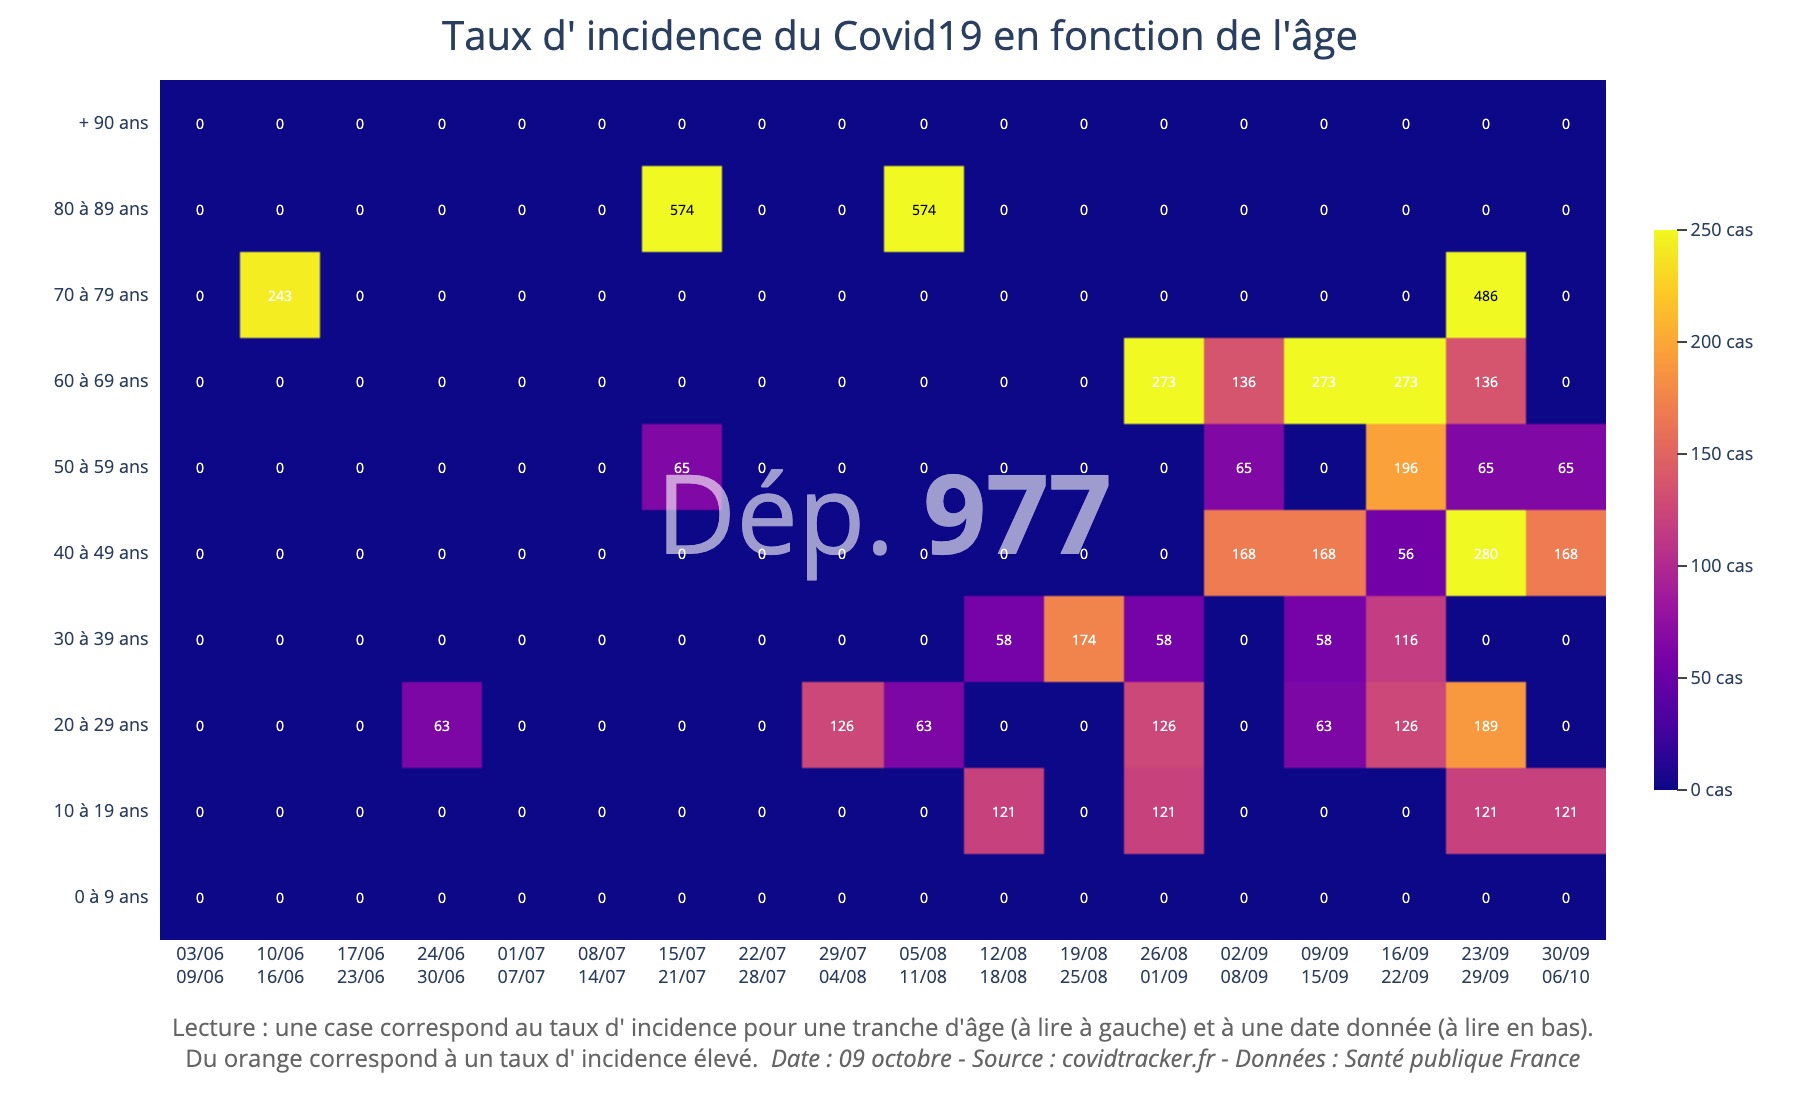 Taux d' incidence du Covid19 en fonction de l'âge
+ 90 ans 0 0 0 0 0 0 0 0 0 0 0 0 0 0 0 0 0 0
80 à 89 ans 0 0 0 0 0 0 574 0 0 574 0 0 0 0 0 0 0 0
250 cas
70 à 79 ans 0 243 0 0 0 0 0 0 0 0 0 0 0 0 0 0 486 0
200 cas
60 à 69 ans 0 0 0 0 0 0 0 0 0 0 0 0 273 136 273 273 136 0
150 cas
50 à 59 ans 0 0 0 0 0 0 65 0 0 0 0 0 0 65 0 196 65 65
Dép. 977
40 à 49 ans 0 0 0 0 0 0 0 0 0 0 0 0 0 168 168 56 280 168
100 cas
30 à 39 ans 0 0 0 0 0 0 0 0 0 0 58 174 58 0 58 116 0 0
50 cas
20 à 29 ans 0 0 0 63 0 0 0 0 126 63 0 0 126 0 63 126 189 0
0 cas
10 à 19 ans 0 0 0 0 0 0 0 0 0 0 121 0 121 0 0 0 121 121
0 à 9 ans 0 0 0 0 0 0 0 0 0 0 0 0 0 0 0 0 0 0
03/06 10/06 17/06 24/06 01/07 08/07 15/07 22/07 29/07 05/08 12/08 19/08 26/08 02/09 09/09 16/09 23/09 30/09
09/06 16/06 23/06 30/06 07/07 14/07 21/07 28/07 04/08 11/08 18/08 25/08 01/09 08/09 15/09 22/09 29/09 06/10
Lecture : une case correspond au taux d' incidence pour une tranche d'âge (à lire à gauche) et à une date donnée (à lire en bas).
Du orange correspond à un taux d' incidence élevé. Date : 09 octobre - Source : covidtracker.fr - Données : Santé publique France